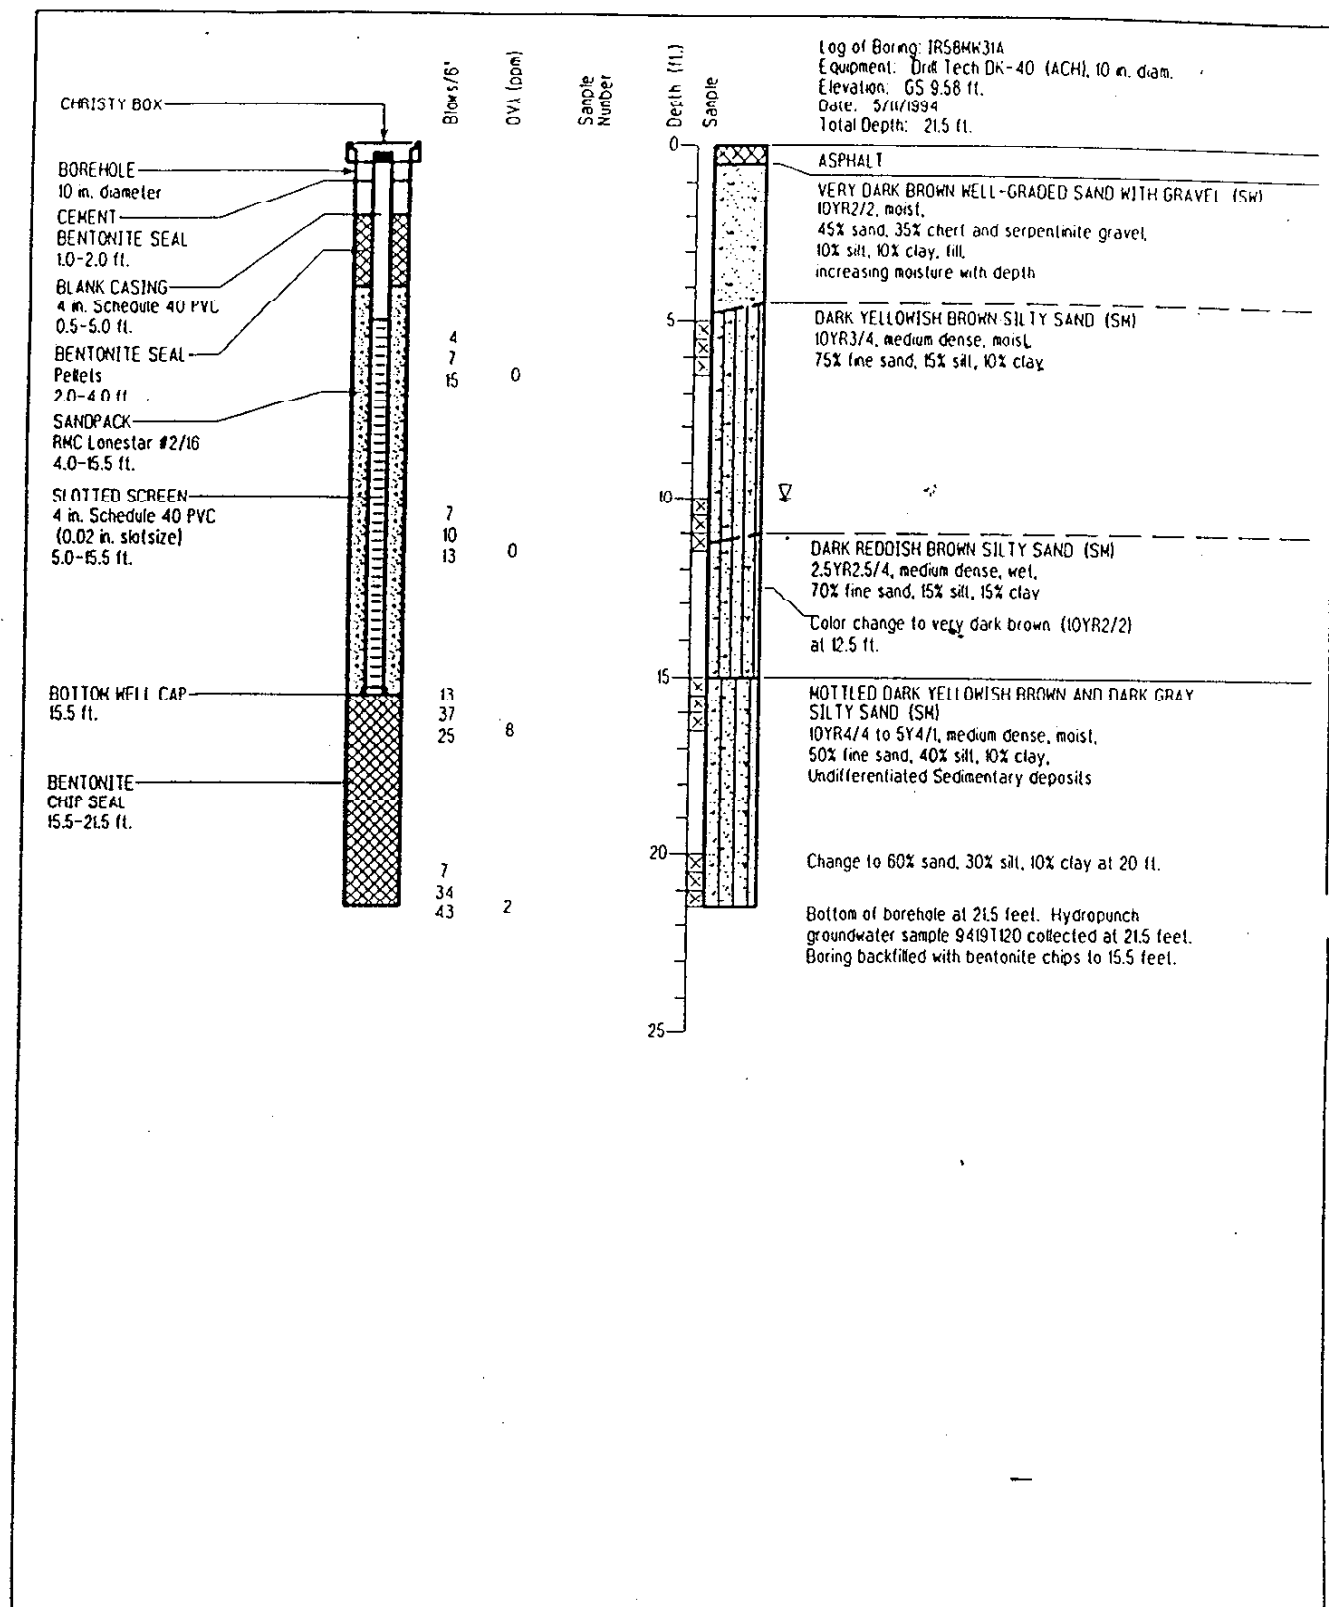 Log of Boring: IR58MW31A
Equipment: Drill Tech DK-40 (ACH), 10 in. diam.
Elevation: GS 9.58 ft.
Date: 5/11/1994
Total Depth: 21.5 ft.
Blows/6"
OVA (ppm)
Sample
Number
Depth (ft.)
Sample
CHRISTY BOX
BOREHOLE
10 in. diameter
CEMENT
BENTONITE SEAL
1.0-2.0 ft.
BLANK CASING
4 in. Schedule 40 PVC
0.5-5.0 ft.
BENTONITE SEAL
Pellets
2.0-4.0 ft
SANDPACK
RMC Lonestar #2/16
4.0-15.5 ft.
SLOTTED SCREEN
4 in. Schedule 40 PVC
(0.02 in. slotsize)
5.0-15.5 ft.
BOTTOM WELL CAP
15.5 ft.
BENTONITE
CHIP SEAL
15.5-21.5 ft.
4
7
15 0
7
10
13 0
13
37
25 8
7
34
43 2
0
5
10
15
20
25
ASPHALT
VERY DARK BROWN WELL-GRADED SAND WITH GRAVEL (SW)
10YR2/2, moist,
45% sand, 35% chert and serpentinite gravel,
10% silt, 10% clay, fill,
increasing moisture with depth
DARK YELLOWISH BROWN SILTY SAND (SM)
10YR3/4, medium dense, moist,
75% fine sand, 15% silt, 10% clay
DARK REDDISH BROWN SILTY SAND (SM)
2.5YR2.5/4, medium dense, wet,
70% fine sand, 15% silt, 15% clay
Color change to very dark brown (10YR2/2)
at 12.5 ft.
MOTTLED DARK YELLOWISH BROWN AND DARK GRAY
SILTY SAND (SM)
10YR4/4 to 5Y4/1, medium dense, moist,
50% fine sand, 40% silt, 10% clay,
Undifferentiated Sedimentary deposits
Change to 60% sand, 30% silt, 10% clay at 20 ft.
Bottom of borehole at 21.5 feet. Hydropunch
groundwater sample 9419T120 collected at 21.5 feet.
Boring backfilled with bentonite chips to 15.5 feet.